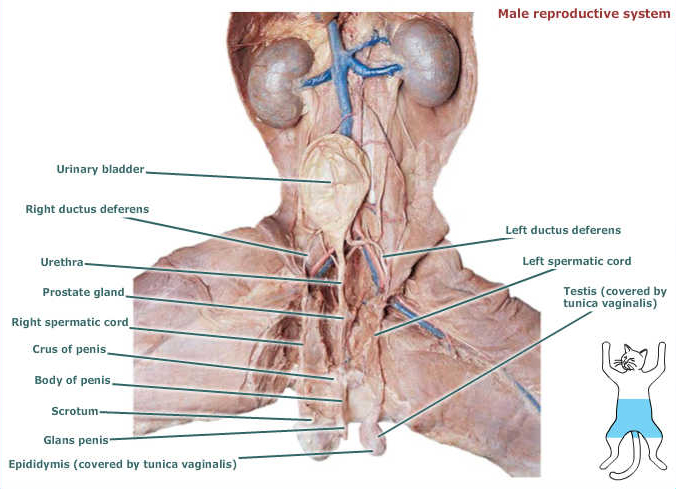 Male reproductive system
Urinary bladder
Right ductus deferens
Left ductus deferens
Urethra
Left spermatic cord
Prostate gland
Testis (covered by
tunica vaginalis)
Right spermatic cord
Crus of penis
Body of penis
Scrotum
Glans penis
Epididymis (covered by tunica vaginalis)